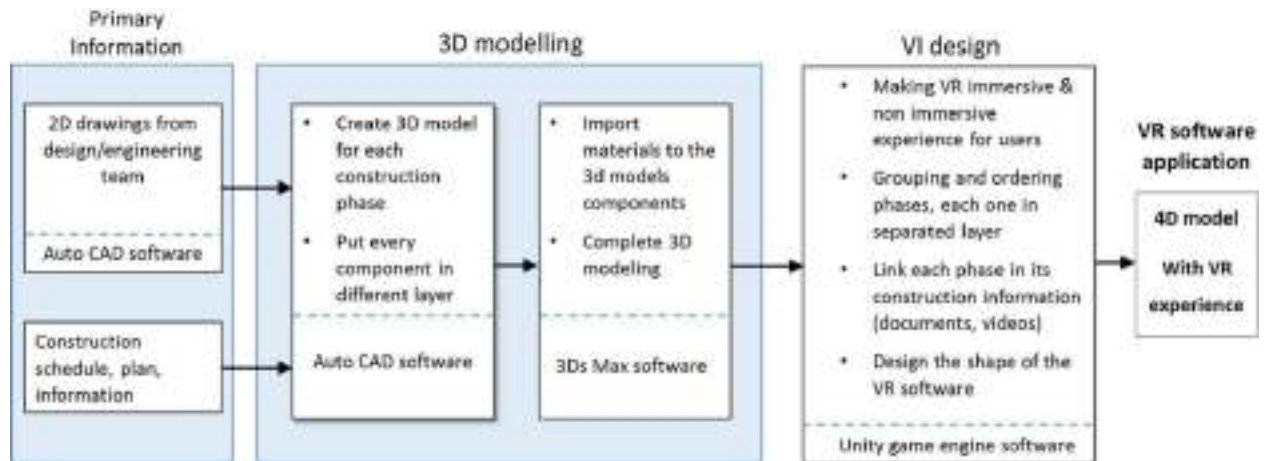 Primary
Information
2D drawings from
design/engineering
team
Auto CAD software
Construction
schedule, plan,
information
3D modelling
• Create 3D model
for each
construction
phase
• Put every
component in
different layer
Auto CAD software
• Import
materials to the
3d models
components
• Complete 3D
modeling
3Ds Max software
VI design
• Making VR immersive &
non immersive
experience for users
• Grouping and ordering
phases, each one in
separated layer
• Link each phase in its
construction information
(documents, videos)
• Design the shape of the
VR software
Unity game engine software
VR software
application
4D model
With VR
experience